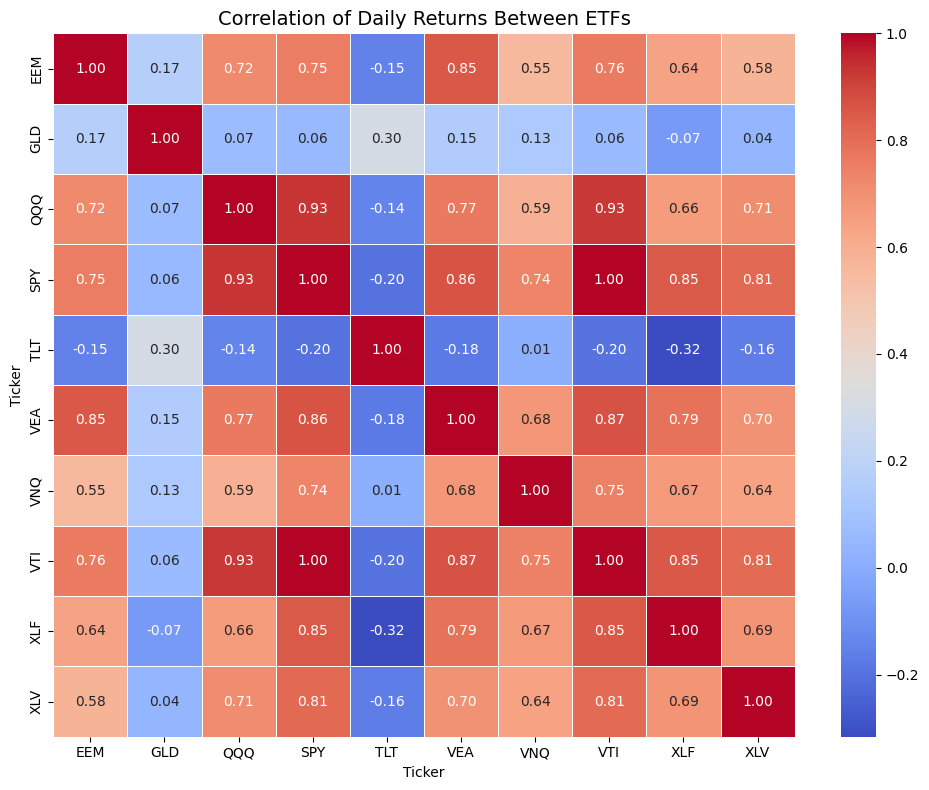 Correlation of Daily Returns Between ETFs
EEM 1.00 0.17 0.72 0.75 -0.15 0.85 0.55 0.76 0.64 0.58
GLD 0.17 1.00 0.07 0.06 0.30 0.15 0.13 0.06 -0.07 0.04
QQQ 0.72 0.07 1.00 0.93 -0.14 0.77 0.59 0.93 0.66 0.71
SPY 0.75 0.06 0.93 1.00 -0.20 0.86 0.74 1.00 0.85 0.81
TLT -0.15 0.30 -0.14 -0.20 1.00 -0.18 0.01 -0.20 -0.32 -0.16
VEA 0.85 0.15 0.77 0.86 -0.18 1.00 0.68 0.87 0.79 0.70
VNQ 0.55 0.13 0.59 0.74 0.01 0.68 1.00 0.75 0.67 0.64
VTI 0.76 0.06 0.93 1.00 -0.20 0.87 0.75 1.00 0.85 0.81
XLF 0.64 -0.07 0.66 0.85 -0.32 0.79 0.67 0.85 1.00 0.69
XLV 0.58 0.04 0.71 0.81 -0.16 0.70 0.64 0.81 0.69 1.00
EEM GLD QQQ SPY TLT VEA VNQ VTI XLF XLV
Ticker
Ticker
1.0
0.8
0.6
0.4
0.2
0.0
−0.2